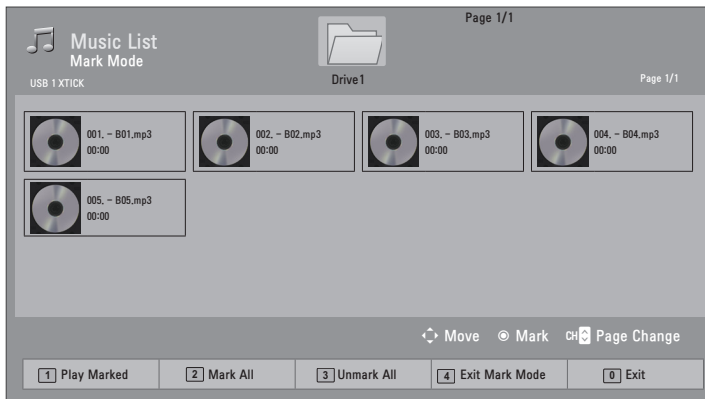 Page 1/1
Music List
Mark Mode
USB 1 XTICK
Drive1
Page 1/1
001. - B01.mp3
00:00
002. - B02.mp3
00:00
003. - B03.mp3
00:00
004. - B04.mp3
00:00
005. - B05.mp3
00:00
Move Mark CH Page Change
1 Play Marked 2 Mark All 3 Unmark All 4 Exit Mark Mode 0 Exit